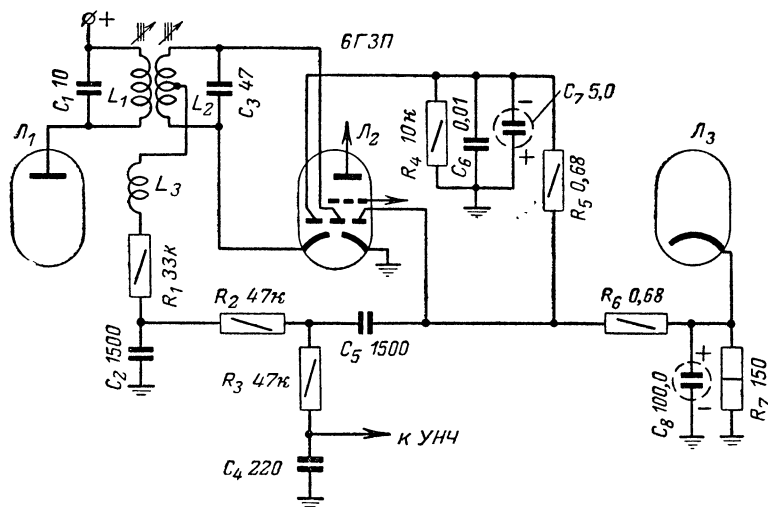 +
6Г3П
C₁ 10
L₁
L₂
C₃ 47
Л₁
L₃
Л₂
R₄ 10к
C₆ 0,01
C₇ 5,0
-
+
R₅ 0,68
Л₃
R₁ 33к
R₂ 47к
C₅ 1500
R₆ 0,68
C₂ 1500
R₃ 47к
+
C₈ 100,0
-
R₇ 150
к УНЧ
C₄ 220